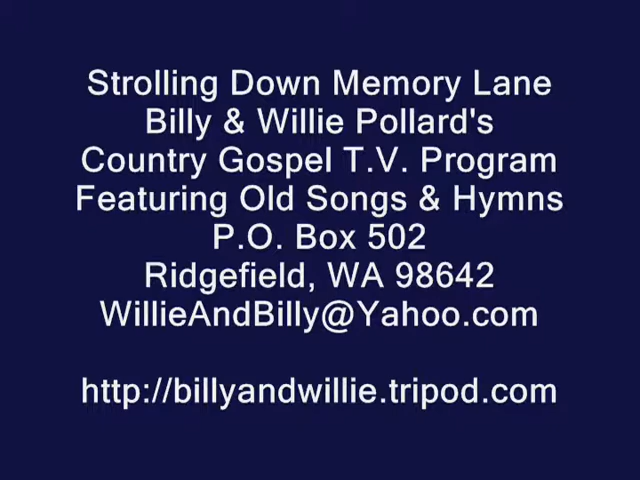 Strolling Down Memory Lane
Billy & Willie Pollard's
Country Gospel T.V. Program
Featuring Old Songs & Hymns
P.O. Box 502
Ridgefield, WA 98642
WillieAndBilly@Yahoo.com
http://billyandwillie.tripod.com